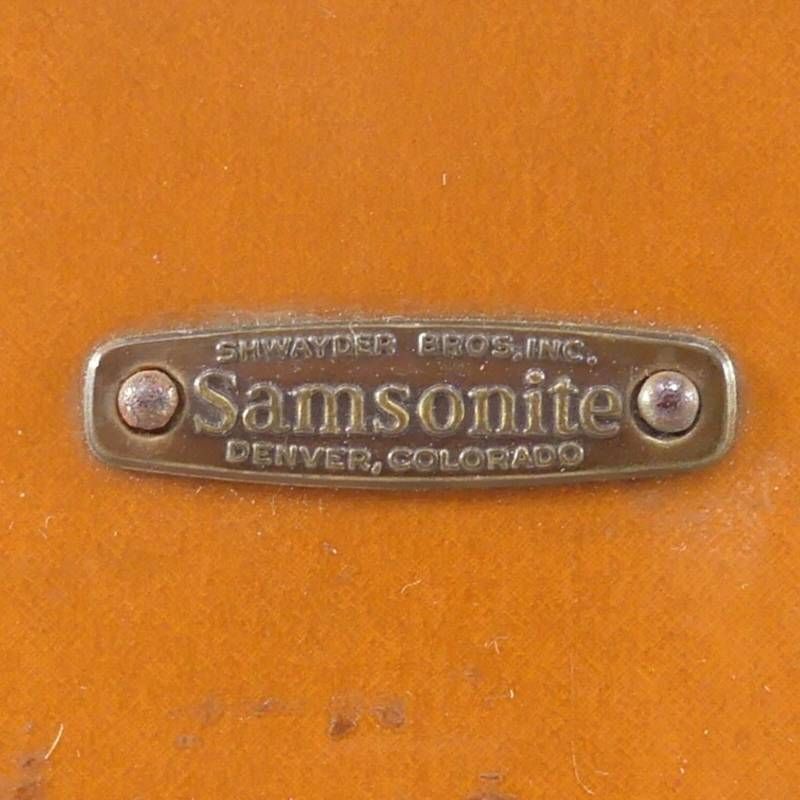 SHWAYDER BROS, INC.
Samsonite
DENVER, COLORADO